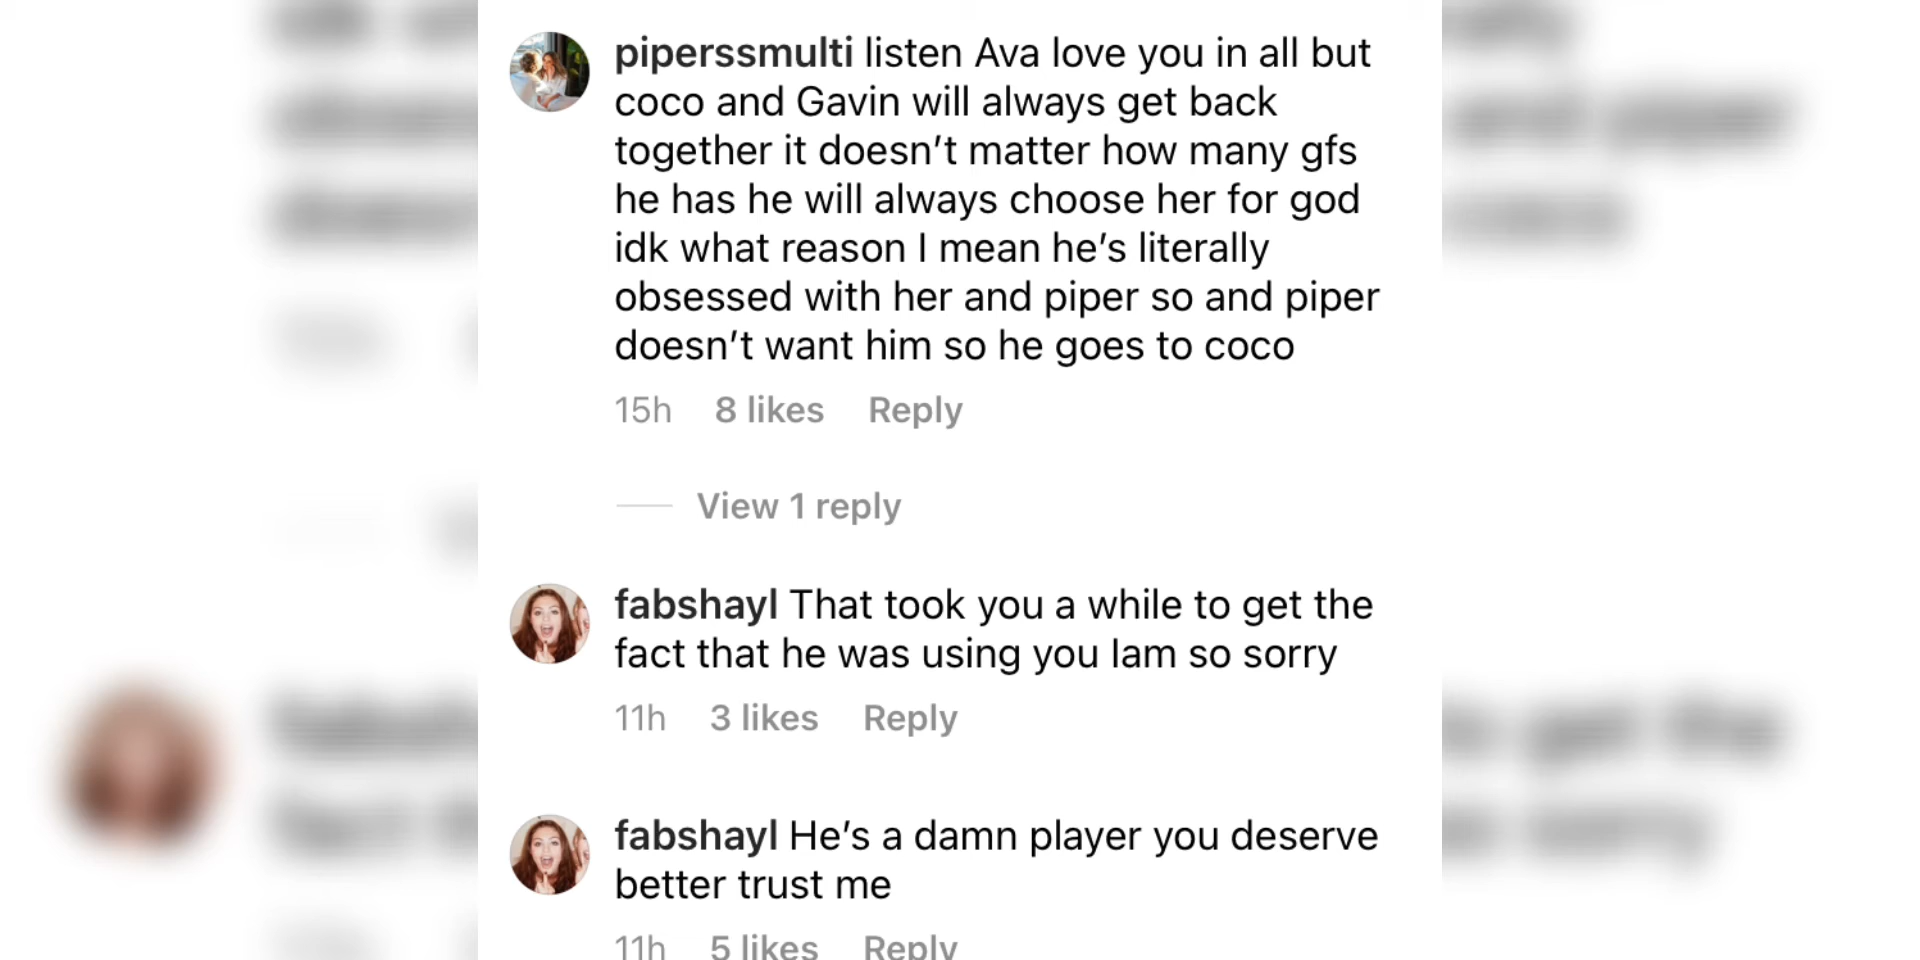 piperssmulti listen Ava love you in all but
coco and Gavin will always get back
together it doesn’t matter how many gfs
he has he will always choose her for god
idk what reason I mean he’s literally
obsessed with her and piper so and piper
doesn’t want him so he goes to coco
15h 8 likes Reply
View 1 reply
fabshayl That took you a while to get the
fact that he was using you Iam so sorry
11h 3 likes Reply
fabshayl He’s a damn player you deserve
better trust me
11h 5 likes Reply